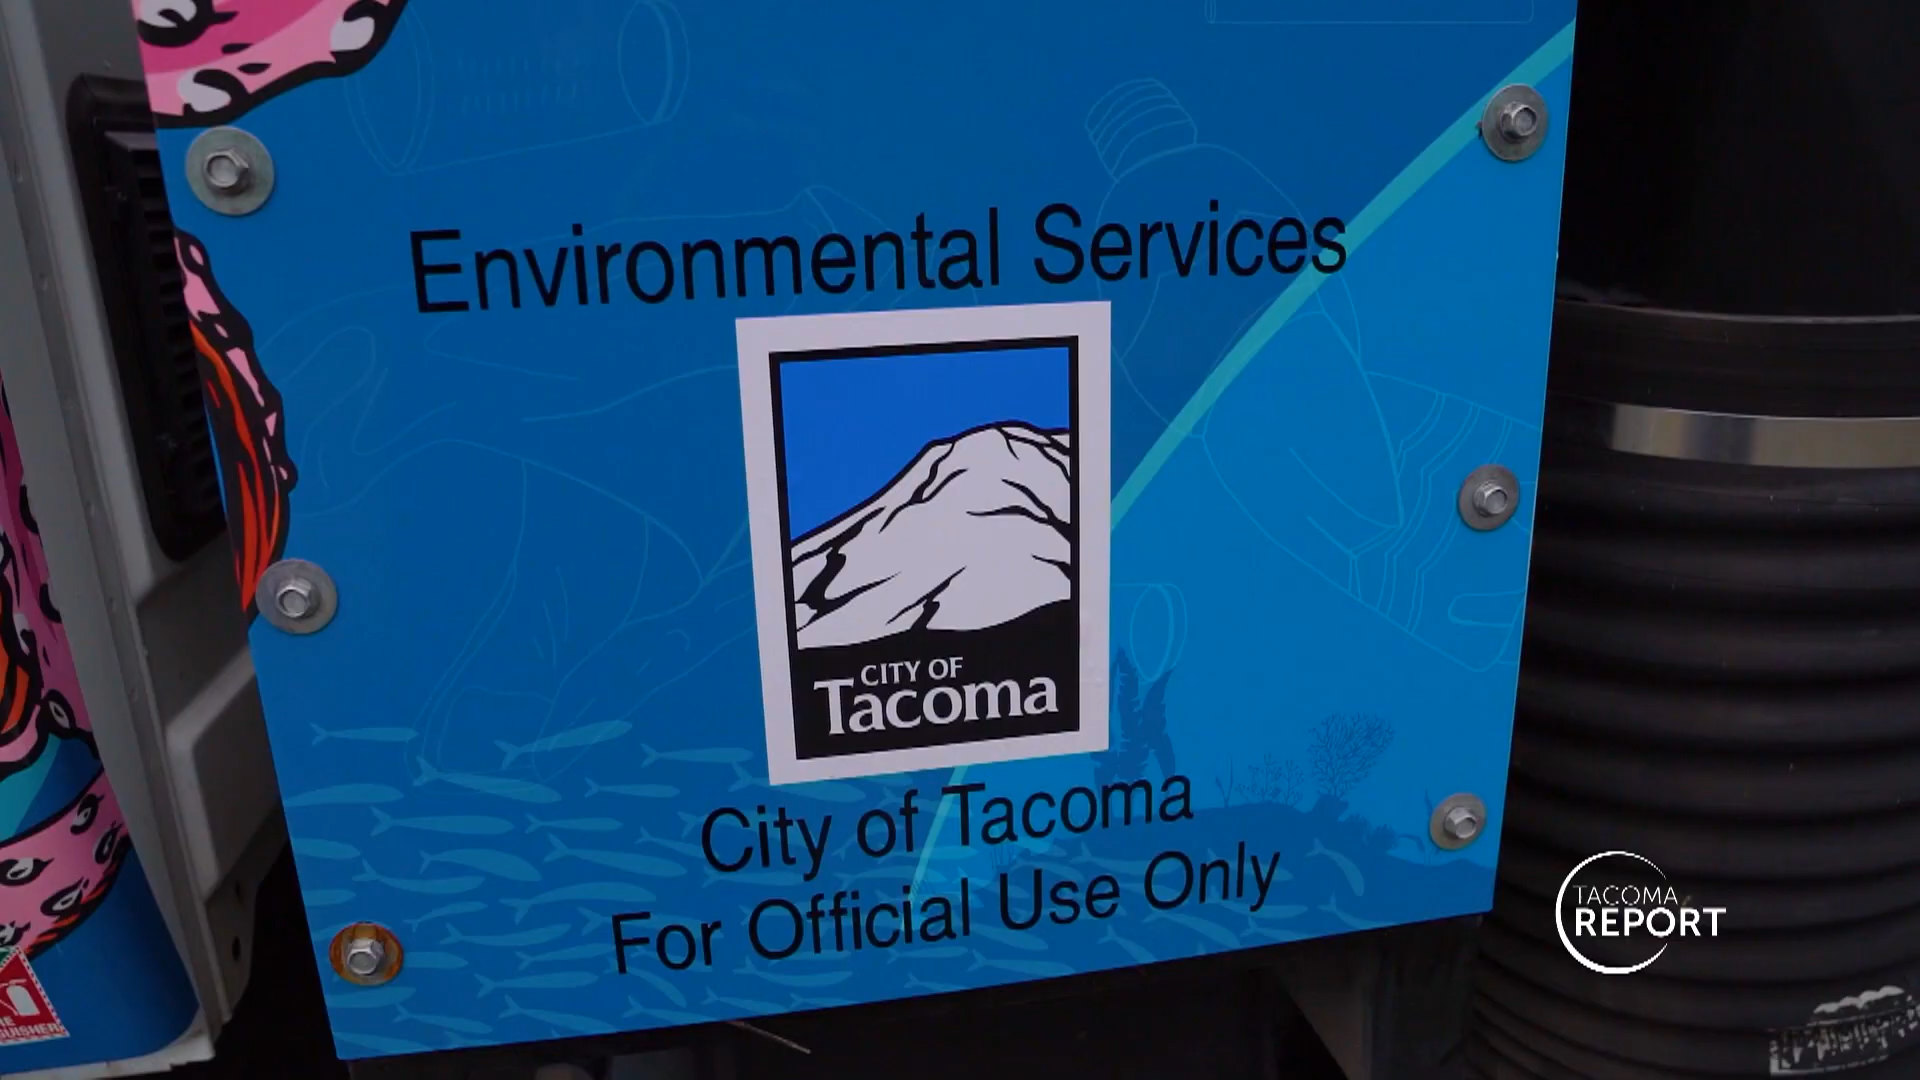 Environmental Services
CITY OF
Tacoma
City of Tacoma
For Official Use Only
TACOMA
REPORT